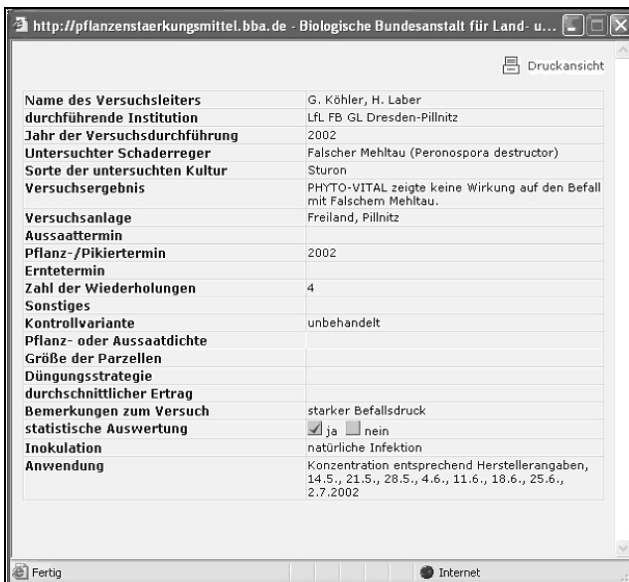 http://pflanzenstaerkungsmittel.bba.de - Biologische Bundesanstalt für Land- u...
Druckansicht
Name des Versuchsleiters G. Köhler, H. Laber
durchführende Institution LfL FB GL Dresden-Pillnitz
Jahr der Versuchsdurchführung 2002
Untersuchter Schaderreger Falscher Mehltau (Peronospora destructor)
Sorte der untersuchten Kultur Sturon
Versuchsergebnis PHYTO-VITAL zeigte keine Wirkung auf den Befall
mit Falschem Mehltau.
Versuchsanlage Freiland, Pillnitz
Aussaattermin
Pflanz-/Pikiertermin 2002
Erntetermin
Zahl der Wiederholungen 4
Sonstiges
Kontrollvariante unbehandelt
Pflanz- oder Aussaatdichte
Größe der Parzellen
Düngungsstrategie
durchschnittlicher Ertrag
Bemerkungen zum Versuch starker Befallsdruck
statistische Auswertung ja nein
Inokulation natürliche Infektion
Anwendung Konzentration entsprechend Herstellerangaben,
14.5., 21.5., 28.5., 4.6., 11.6., 18.6., 25.6.,
2.7.2002
Fertig Internet